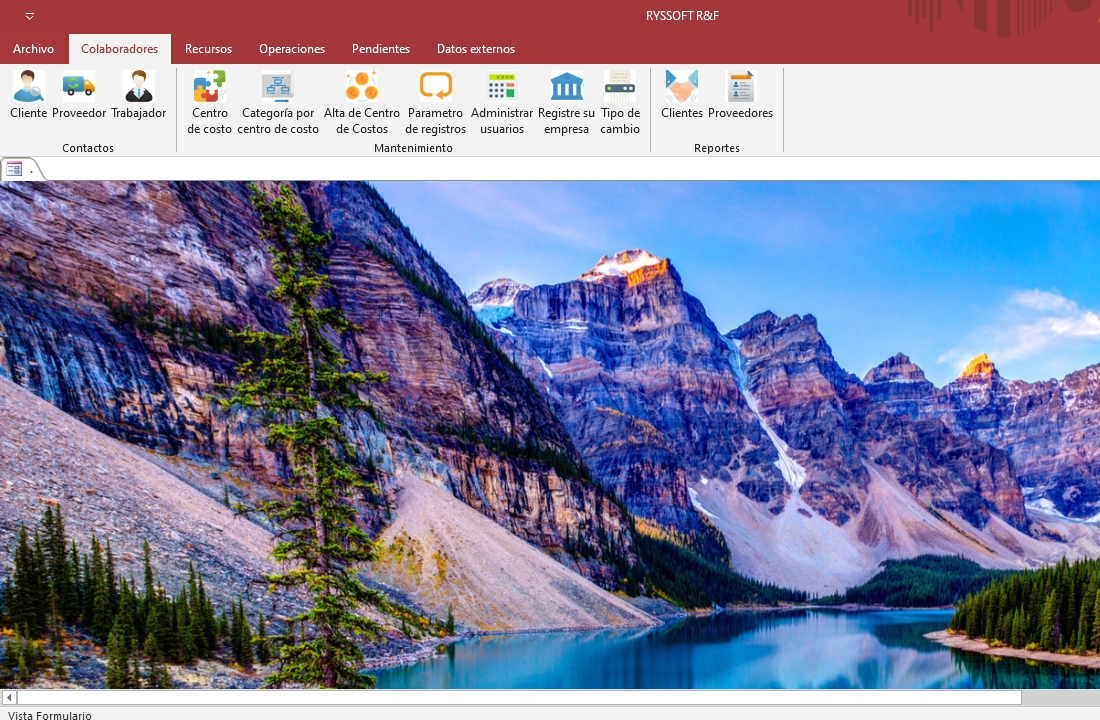 RYSSOFT R&F
Archivo Colaboradores Recursos Operaciones Pendientes Datos externos
Cliente Proveedor Trabajador
Contactos
Centro de costo
Categoría por centro de costo
Alta de Centro de Costos
Parametro de registros
Administrar usuarios
Registre su empresa
Tipo de cambio
Mantenimiento
Clientes Proveedores
Reportes
.
Vista Formulario